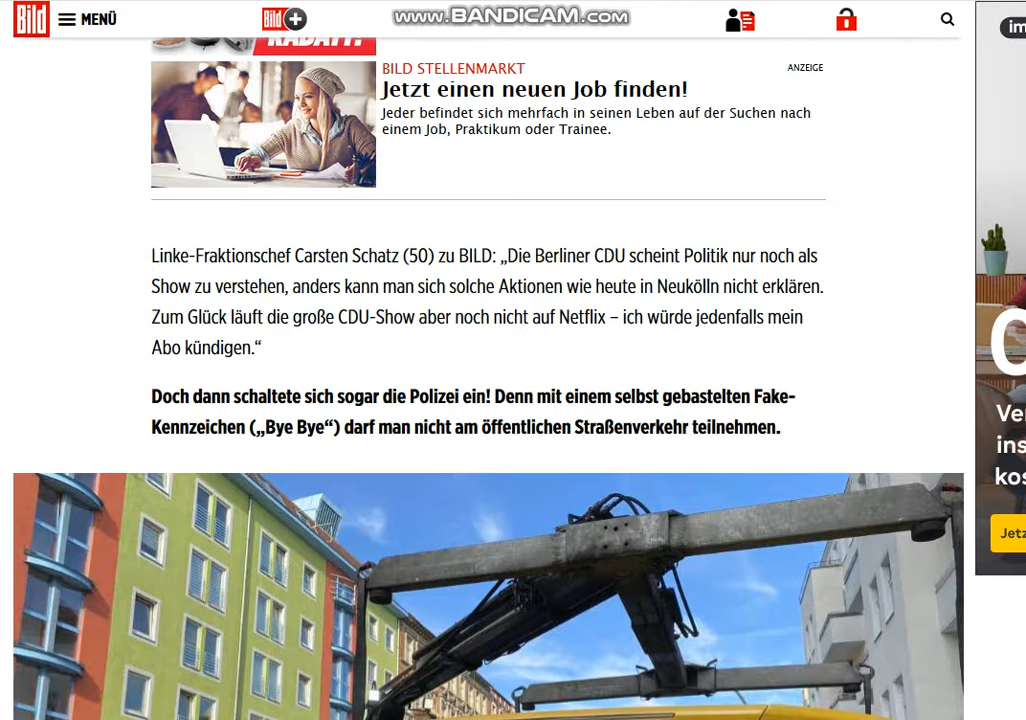 Bild
MENÜ
Bild +
www.BANDICAM.com
RABATT!
BILD STELLENMARKT
ANZEIGE
Jetzt einen neuen Job finden!
Jeder befindet sich mehrfach in seinen Leben auf der Suchen nach
einem Job, Praktikum oder Trainee.
Linke-Fraktionschef Carsten Schatz (50) zu BILD: „Die Berliner CDU scheint Politik nur noch als
Show zu verstehen, anders kann man sich solche Aktionen wie heute in Neukölln nicht erklären.
Zum Glück läuft die große CDU-Show aber noch nicht auf Netflix – ich würde jedenfalls mein
Abo kündigen.“
Doch dann schaltete sich sogar die Polizei ein! Denn mit einem selbst gebastelten Fake-
Kennzeichen („Bye Bye“) darf man nicht am öffentlichen Straßenverkehr teilnehmen.